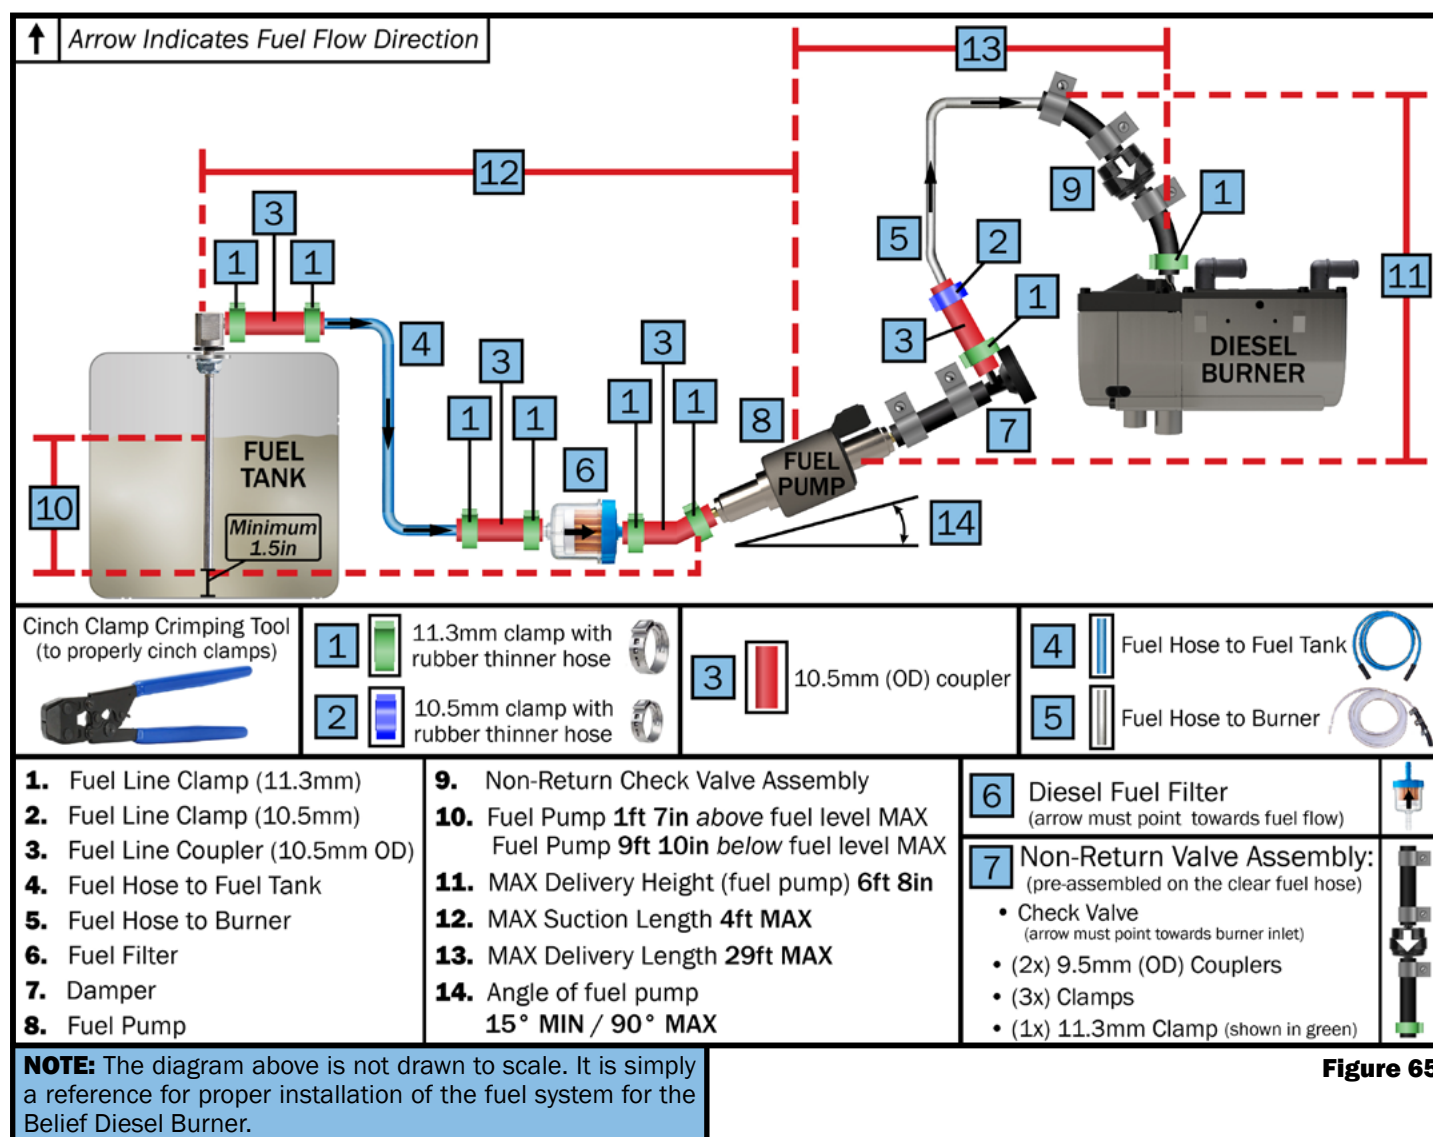 Arrow Indicates Fuel Flow Direction
13
12
3
1
1
9
1
5
2
11
1
3
4
3
3
DIESEL
BURNER
1
1
1
1
8
7
FUEL
TANK
6
FUEL
PUMP
10
Minimum
1.5in
14
Cinch Clamp Crimping Tool
(to properly cinch clamps)
1
11.3mm clamp with
rubber thinner hose
2
10.5mm clamp with
rubber thinner hose
3
10.5mm (OD) coupler
4
Fuel Hose to Fuel Tank
5
Fuel Hose to Burner
1. Fuel Line Clamp (11.3mm)
2. Fuel Line Clamp (10.5mm)
3. Fuel Line Coupler (10.5mm OD)
4. Fuel Hose to Fuel Tank
5. Fuel Hose to Burner
6. Fuel Filter
7. Damper
8. Fuel Pump
9. Non-Return Check Valve Assembly
10. Fuel Pump 1ft 7in above fuel level MAX
Fuel Pump 9ft 10in below fuel level MAX
11. MAX Delivery Height (fuel pump) 6ft 8in
12. MAX Suction Length 4ft MAX
13. MAX Delivery Length 29ft MAX
14. Angle of fuel pump
15° MIN / 90° MAX
6
Diesel Fuel Filter
(arrow must point towards fuel flow)
7
Non-Return Valve Assembly:
(pre-assembled on the clear fuel hose)
• Check Valve
(arrow must point towards burner inlet)
• (2x) 9.5mm (OD) Couplers
• (3x) Clamps
• (1x) 11.3mm Clamp (shown in green)
NOTE: The diagram above is not drawn to scale. It is simply
a reference for proper installation of the fuel system for the
Belief Diesel Burner.
Figure 65